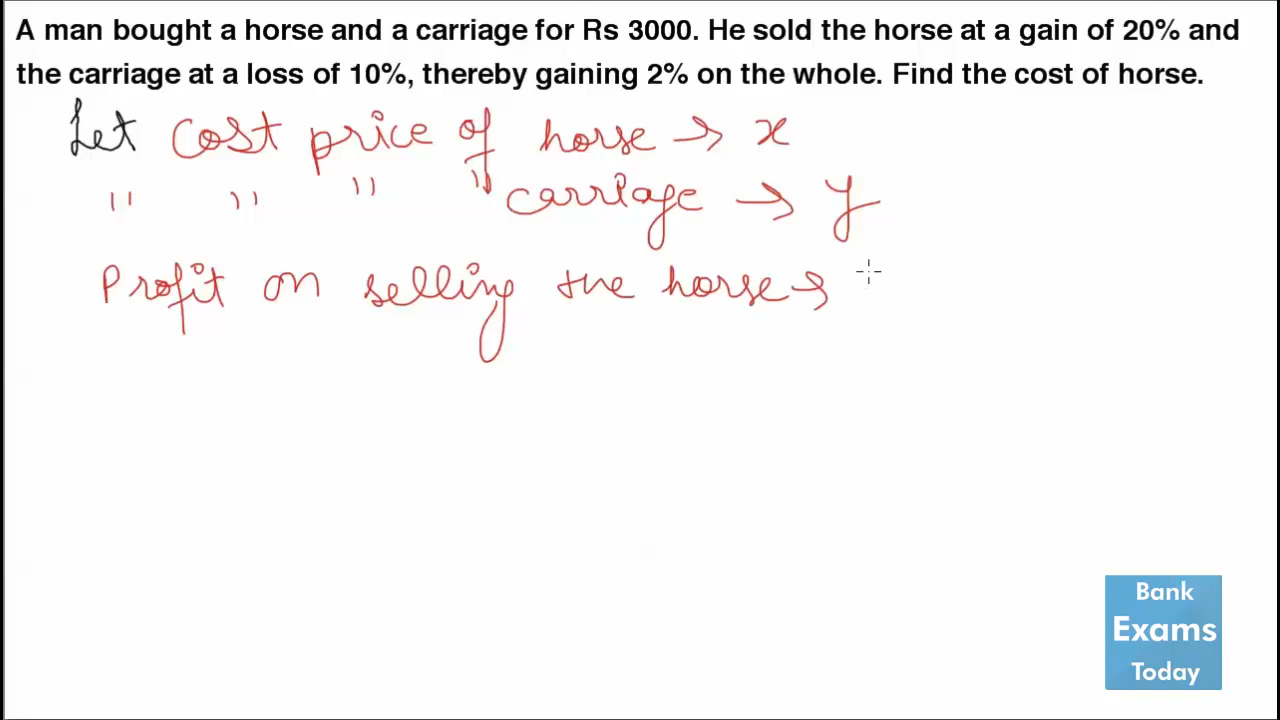 A man bought a horse and a carriage for Rs 3000. He sold the horse at a gain of 20% and
the carriage at a loss of 10%, thereby gaining 2% on the whole. Find the cost of horse.
Let cost price of horse → x
" " " " carriage → y
Profit on selling the horse →
Bank
Exams
Today